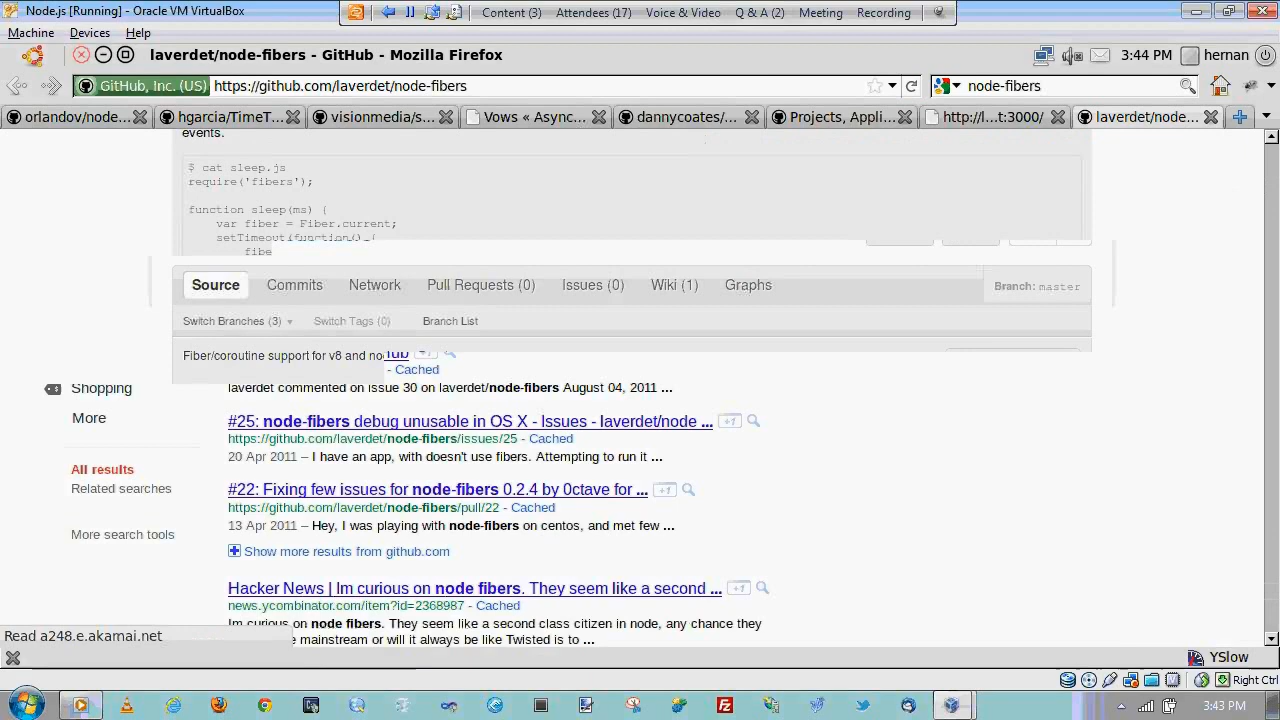 Node.js [Running] - Oracle VM VirtualBox
Content (3) Attendees (17) Voice & Video Q & A (2) Meeting Recording
Machine Devices Help
laverdet/node-fibers - GitHub - Mozilla Firefox
3:44 PM hernan
GitHub, Inc. (US) https://github.com/laverdet/node-fibers
node-fibers
orlandov/node... hgarcia/TimeT... visionmedia/s... Vows « Async... dannycoates/... Projects, Appli... http://l...t:3000/ laverdet/node...
events.
$ cat sleep.js
require('fibers');
function sleep(ms) {
var fiber = Fiber.current;
setTimeout(function() {
fibe
Source Commits Network Pull Requests (0) Issues (0) Wiki (1) Graphs Branch: master
Switch Branches (3) Switch Tags (0) Branch List
Fiber/coroutine support for v8 and no
- Cached
Shopping
laverdet commented on issue 30 on laverdet/node-fibers August 04, 2011 ...
More
#25: node-fibers debug unusable in OS X - Issues - laverdet/node ...
+1
https://github.com/laverdet/node-fibers/issues/25 - Cached
20 Apr 2011 – I have an app, with doesn't use fibers. Attempting to run it ...
All results
Related searches
#22: Fixing few issues for node-fibers 0.2.4 by 0ctave for ...
+1
https://github.com/laverdet/node-fibers/pull/22 - Cached
13 Apr 2011 – Hey, I was playing with node-fibers on centos, and met few ...
More search tools
Show more results from github.com
Hacker News | Im curious on node fibers. They seem like a second ...
+1
news.ycombinator.com/item?id=2368987 - Cached
Im curious on node fibers. They seem like a second class citizen in node, any chance they
mainstream or will it always be like Twisted is to ...
Read a248.e.akamai.net
YSlow
Right Ctrl
3:43 PM